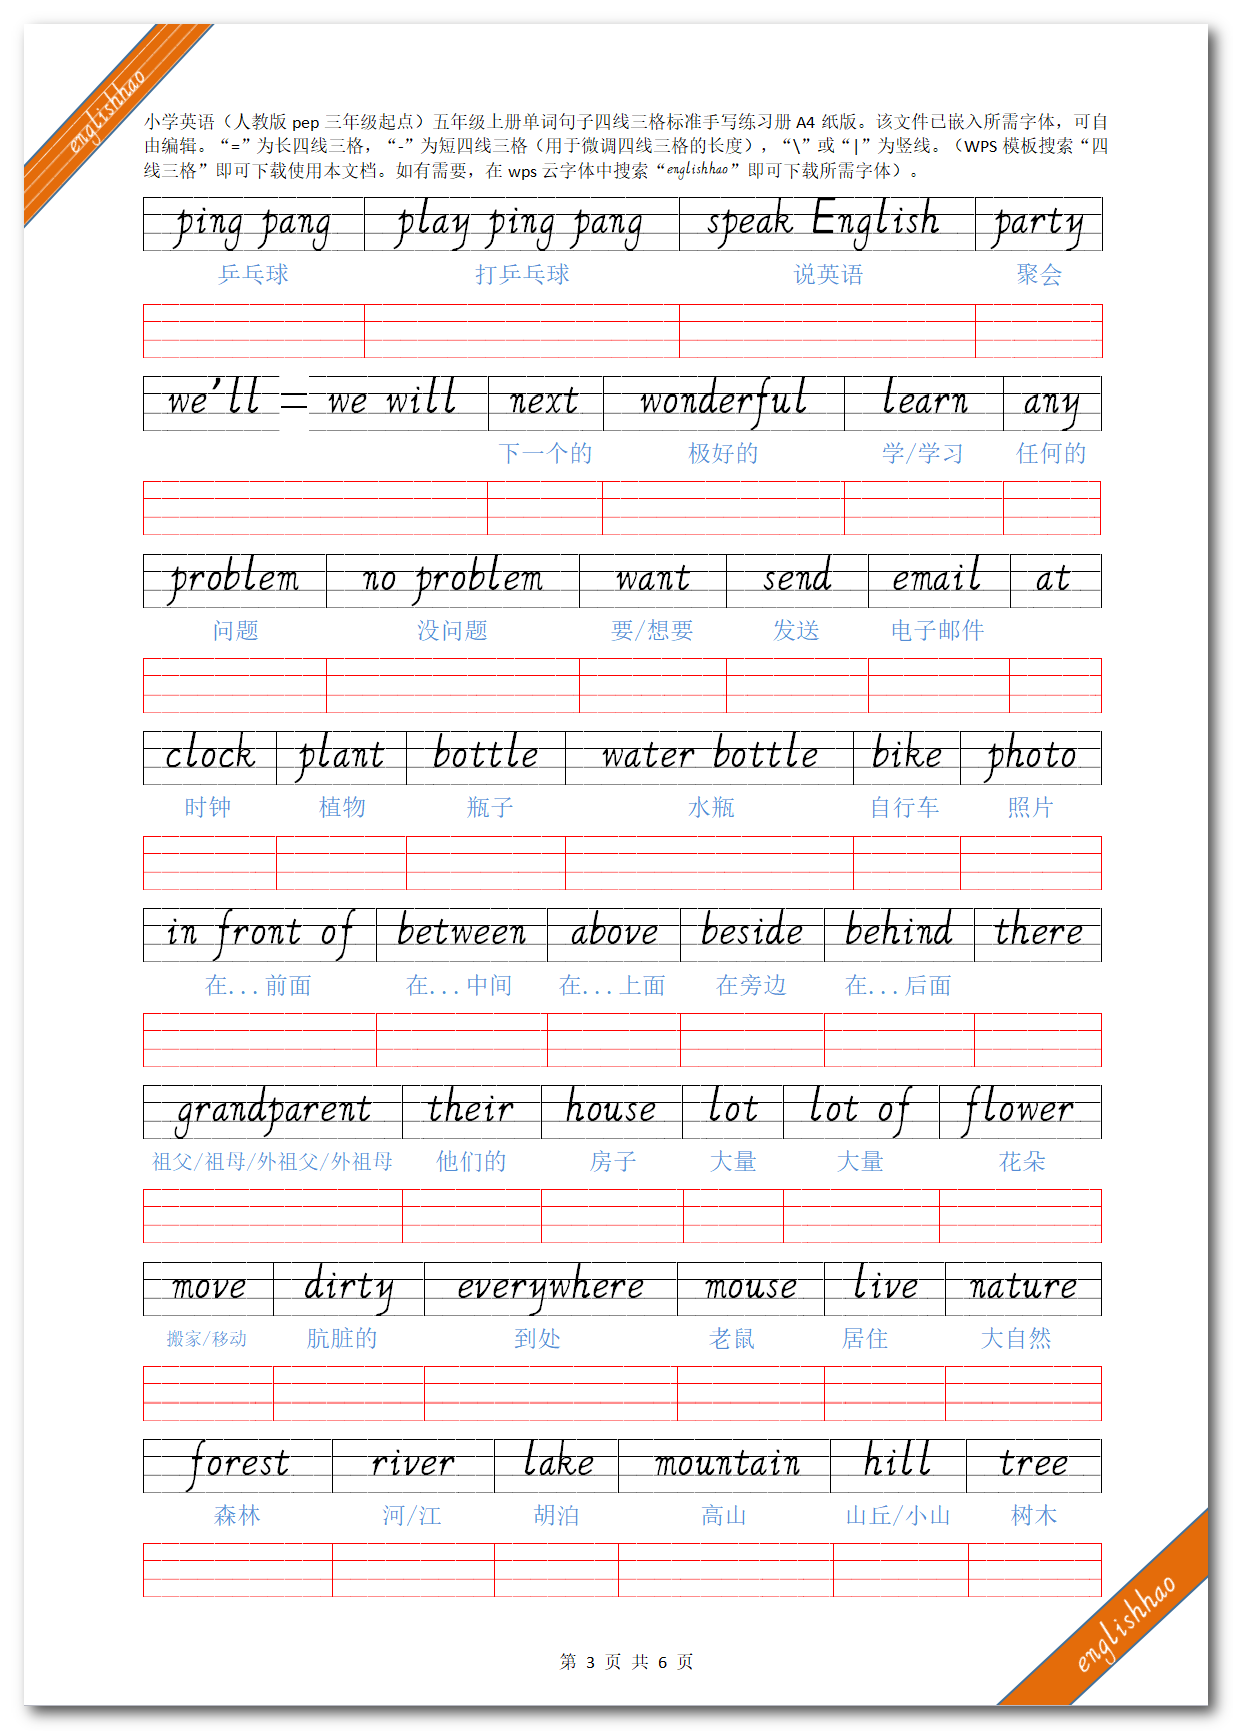 englishhao
小学英语（人教版 pep 三年级起点）五年级上册单词句子四线三格标准手写练习册 A4 纸版。该文件已嵌入所需字体，可自
由编辑。“=”为长四线三格，“-”为短四线三格（用于微调四线三格的长度），“\”或“|”为竖线。（WPS 模板搜索“四
线三格”即可下载使用本文档。如有需要，在 wps 云字体中搜索“englishhao”即可下载所需字体）。
ping pang play ping pang speak English party
乒乓球 打乒乓球 说英语 聚会
we'll = we will next wonderful learn any
下一个的 极好的 学/学习 任何的
problem no problem want send email at
问题 没问题 要/想要 发送 电子邮件
clock plant bottle water bottle bike photo
时钟 植物 瓶子 水瓶 自行车 照片
in front of between above beside behind there
在...前面 在...中间 在...上面 在旁边 在...后面
grandparent their house lot lot of flower
祖父/祖母/外祖父/外祖母 他们的 房子 大量 大量 花朵
move dirty everywhere mouse live nature
搬家/移动 肮脏的 到处 老鼠 居住 大自然
forest river lake mountain hill tree
森林 河/江 胡泊 高山 山丘/小山 树木
englishhao
第 3 页 共 6 页